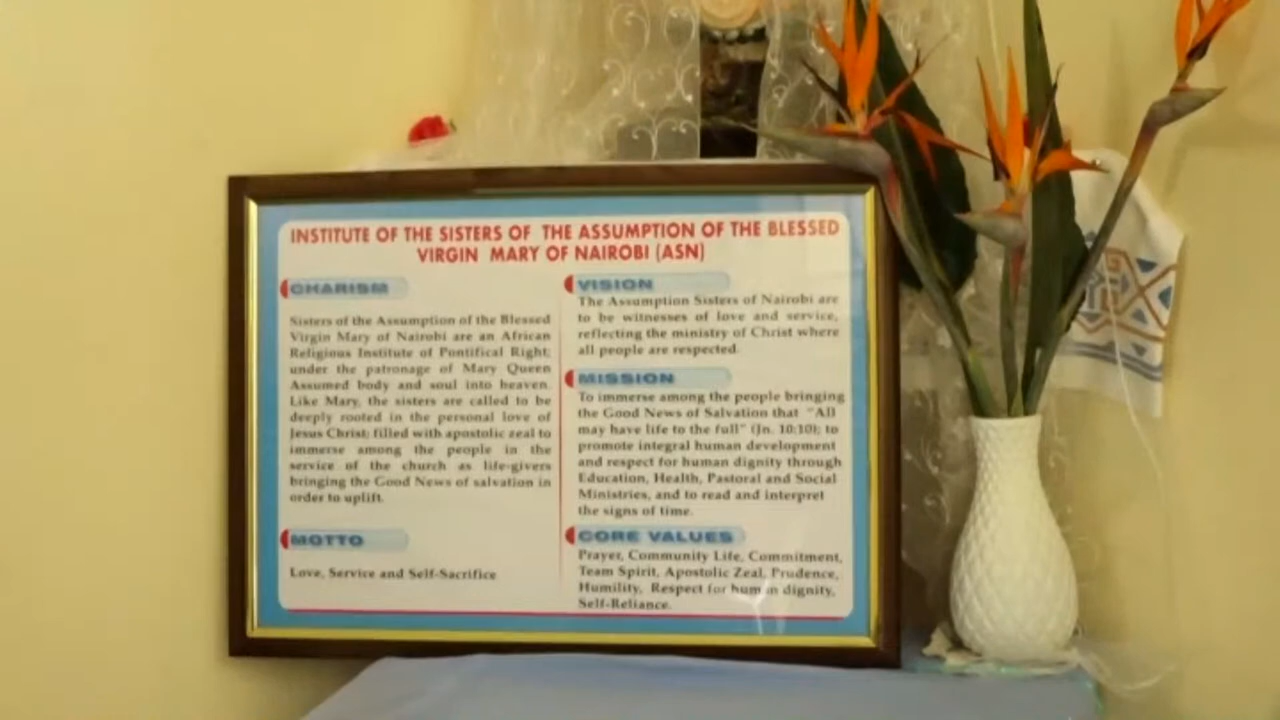 INSTITUTE OF THE SISTERS OF THE ASSUMPTION OF THE BLESSED
VIRGIN MARY OF NAIROBI (ASN)
CHARISM
Sisters of the Assumption of the Blessed
Virgin Mary of Nairobi are an African
Religious Institute of Pontifical Right;
under the patronage of Mary Queen
Assumed body and soul into heaven.
Like Mary, the sisters are called to be
deeply rooted in the personal love of
Jesus Christ; filled with apostolic zeal to
immerse among the people in the
service of the church as life-givers
bringing the Good News of salvation in
order to uplift.
MOTTO
Love, Service and Self-Sacrifice
VISION
The Assumption Sisters of Nairobi are
to be witnesses of love and service,
reflecting the ministry of Christ where
all people are respected.
MISSION
To immerse among the people bringing
the Good News of Salvation that "All
may have life to the full" (Jn. 10:10); to
promote integral human development
and respect for human dignity through
Education, Health, Pastoral and Social
Ministries, and to read and interpret
the signs of time.
CORE VALUES
Prayer, Community Life, Commitment,
Team Spirit, Apostolic Zeal, Prudence,
Humility, Respect for human dignity,
Self-Reliance.